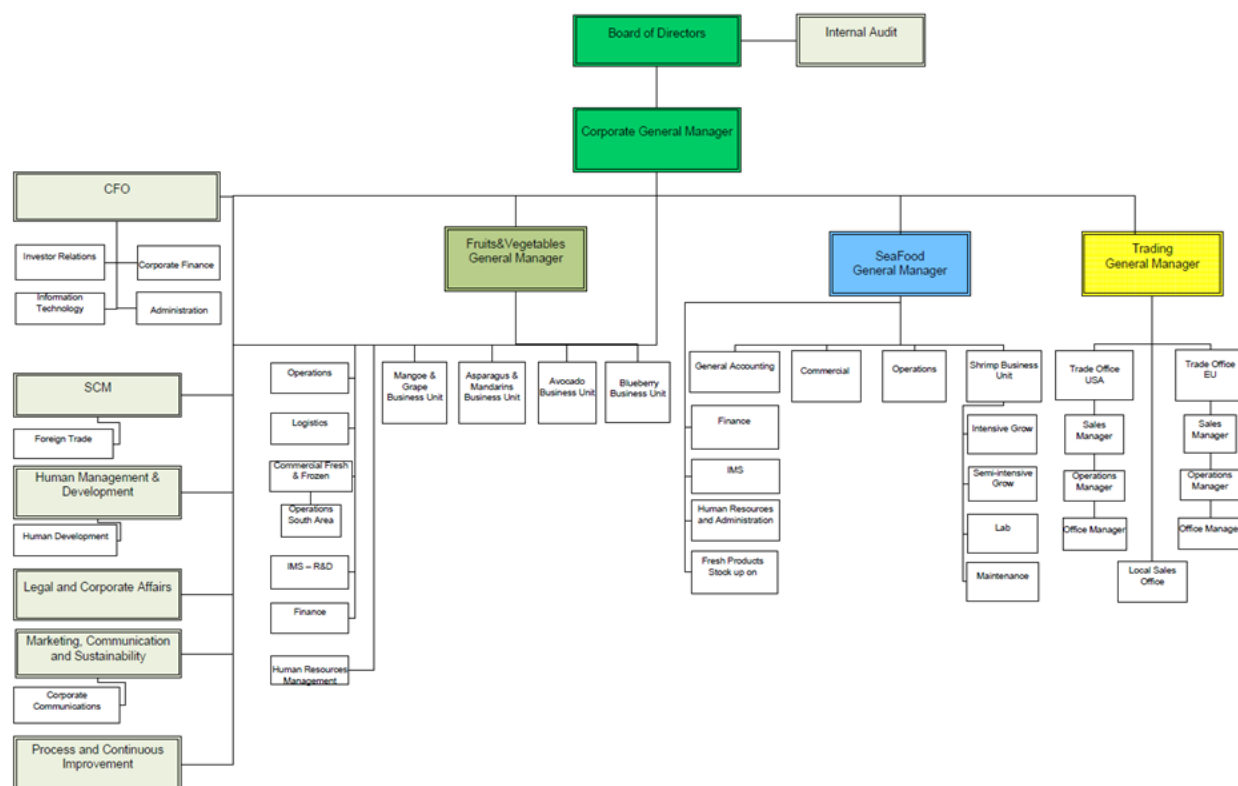 Board of Directors
Internal Audit
Corporate General Manager
CFO
Investor Relations
Corporate Finance
Information
Technology
Administration
Fruits&Vegetables
General Manager
SeaFood
General Manager
Trading
General Manager
SCM
Foreign Trade
Human Management &
Development
Human Development
Legal and Corporate Affairs
Marketing, Communication
and Sustainability
Corporate
Communications
Process and Continuous
Improvement
Operations
Logistics
Commercial Fresh
& Frozen
Operations
South Area
IMS – R&D
Finance
Human Resources
Management
Mangoe &
Grape
Business Unit
Asparagus &
Mandarins
Business Unit
Avocado
Business Unit
Blueberry
Business Unit
General Accounting
Finance
IMS
Human Resources
and Administration
Fresh Products
Stock up on
Commercial
Operations
Shrimp Business
Unit
Intensive Grow
Semi-intensive
Grow
Lab
Maintenance
Trade Office
USA
Sales
Manager
Operations
Manager
Office Manager
Trade Office
EU
Sales
Manager
Operations
Manager
Office Manager
Local Sales
Office